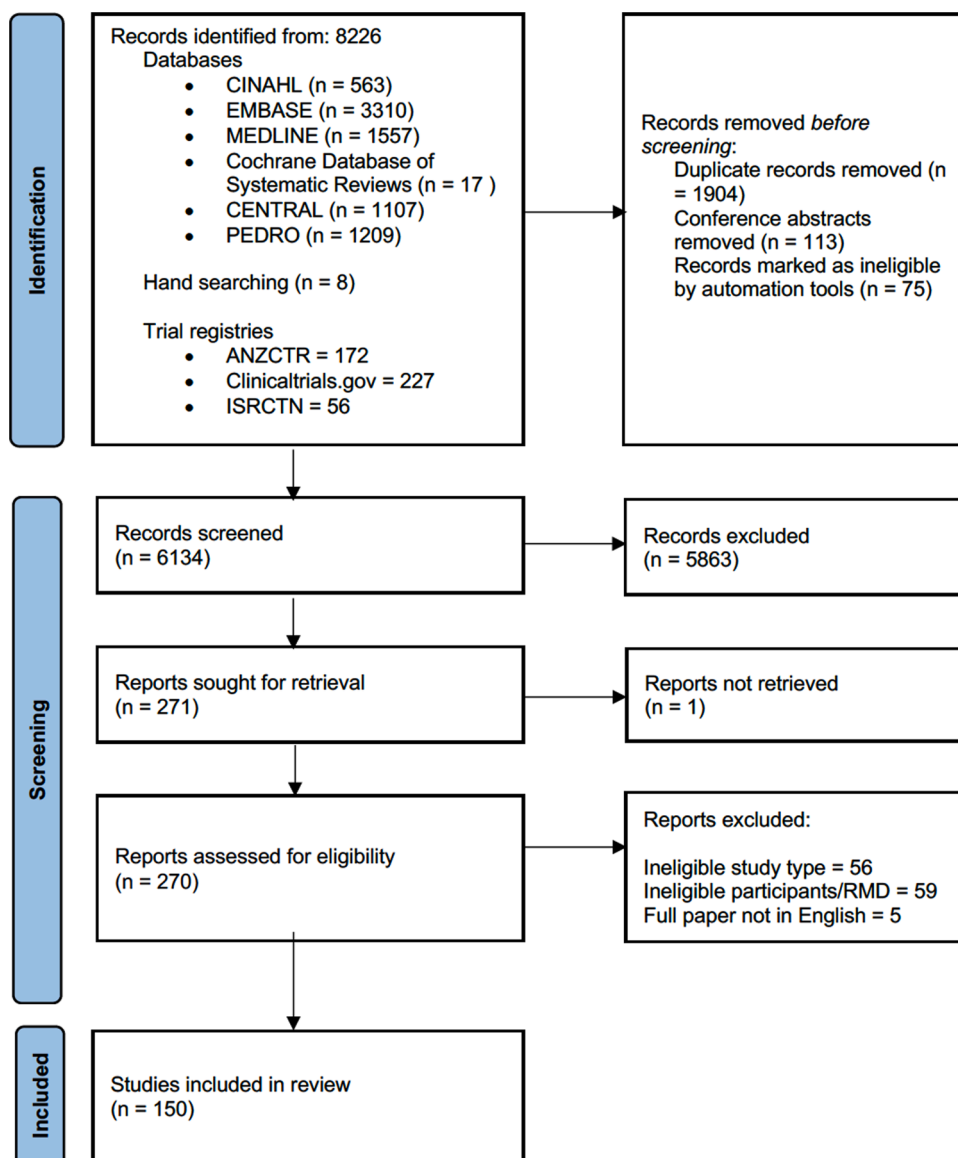 Identification
Records identified from: 8226
Databases
• CINAHL (n = 563)
• EMBASE (n = 3310)
• MEDLINE (n = 1557)
• Cochrane Database of
Systematic Reviews (n = 17 )
• CENTRAL (n = 1107)
• PEDRO (n = 1209)
Hand searching (n = 8)
Trial registries
• ANZCTR = 172
• Clinicaltrials.gov = 227
• ISRCTN = 56
Records removed before
screening:
Duplicate records removed (n
= 1904)
Conference abstracts
removed (n = 113)
Records marked as ineligible
by automation tools (n = 75)
Screening
Records screened
(n = 6134)
Records excluded
(n = 5863)
Reports sought for retrieval
(n = 271)
Reports not retrieved
(n = 1)
Reports assessed for eligibility
(n = 270)
Reports excluded:
Ineligible study type = 56
Ineligible participants/RMD = 59
Full paper not in English = 5
Included
Studies included in review
(n = 150)